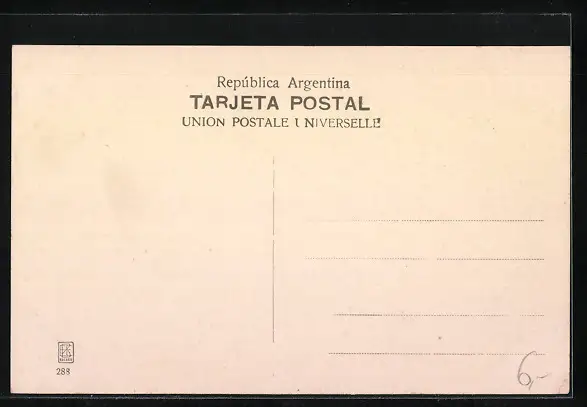 República Argentina
TARJETA POSTAL
UNION POSTALE UNIVERSELLE
288
6,-